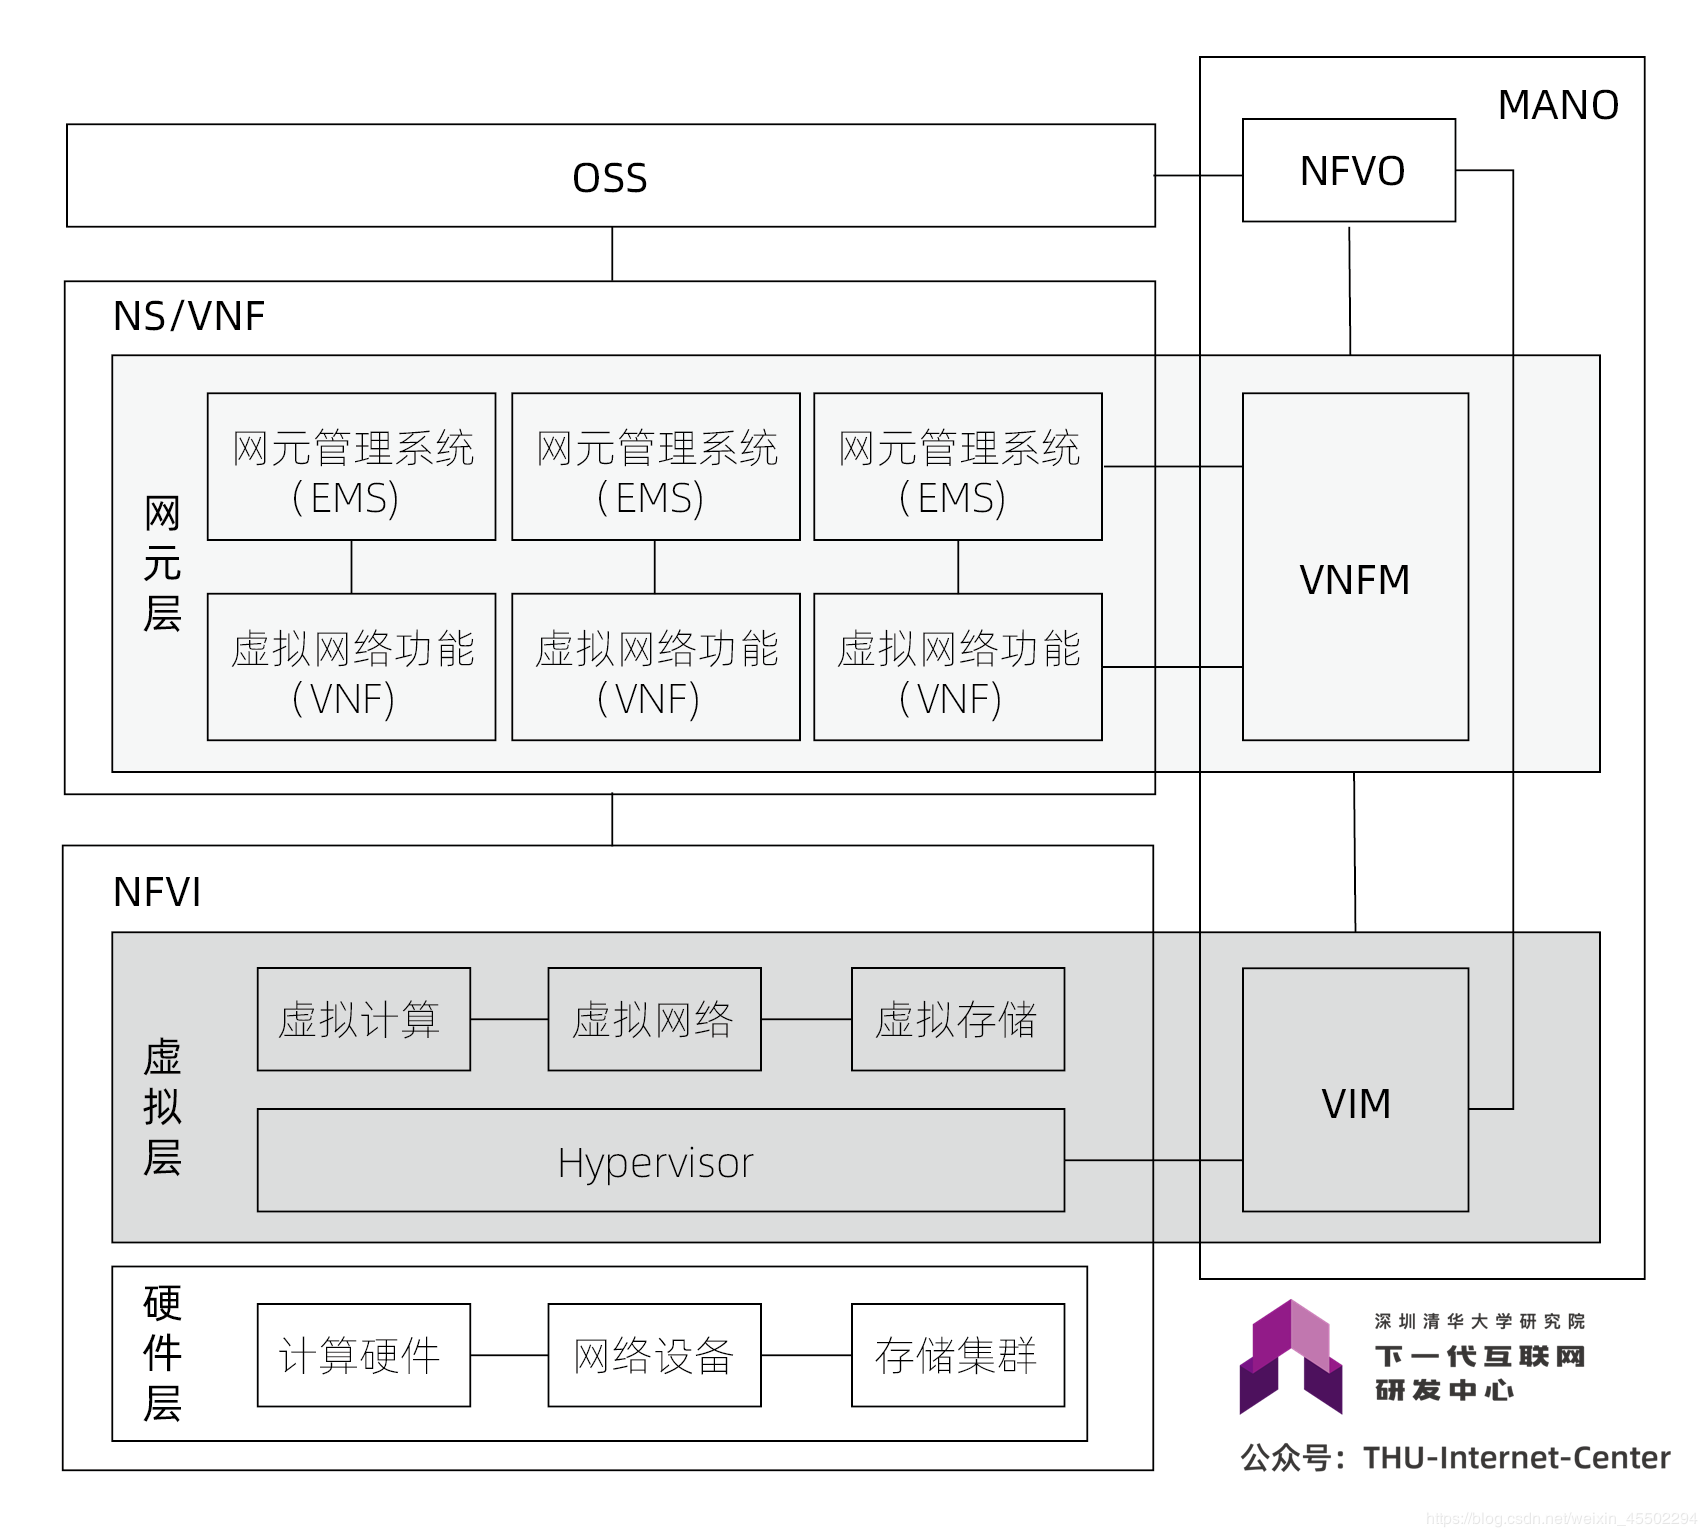 MANO
OSS
NFVO
NS/VNF
网元层
网元管理系统
（EMS)
网元管理系统
（EMS)
网元管理系统
（EMS)
虚拟网络功能
（VNF)
虚拟网络功能
（VNF)
虚拟网络功能
（VNF)
VNFM
NFVI
虚拟层
虚拟计算
虚拟网络
虚拟存储
Hypervisor
VIM
硬件层
计算硬件
网络设备
存储集群
深圳清华大学研究院
下一代互联网
研发中心
公众号：THU-Internet-Center
https://blog.csdn.net/weixin_45502294